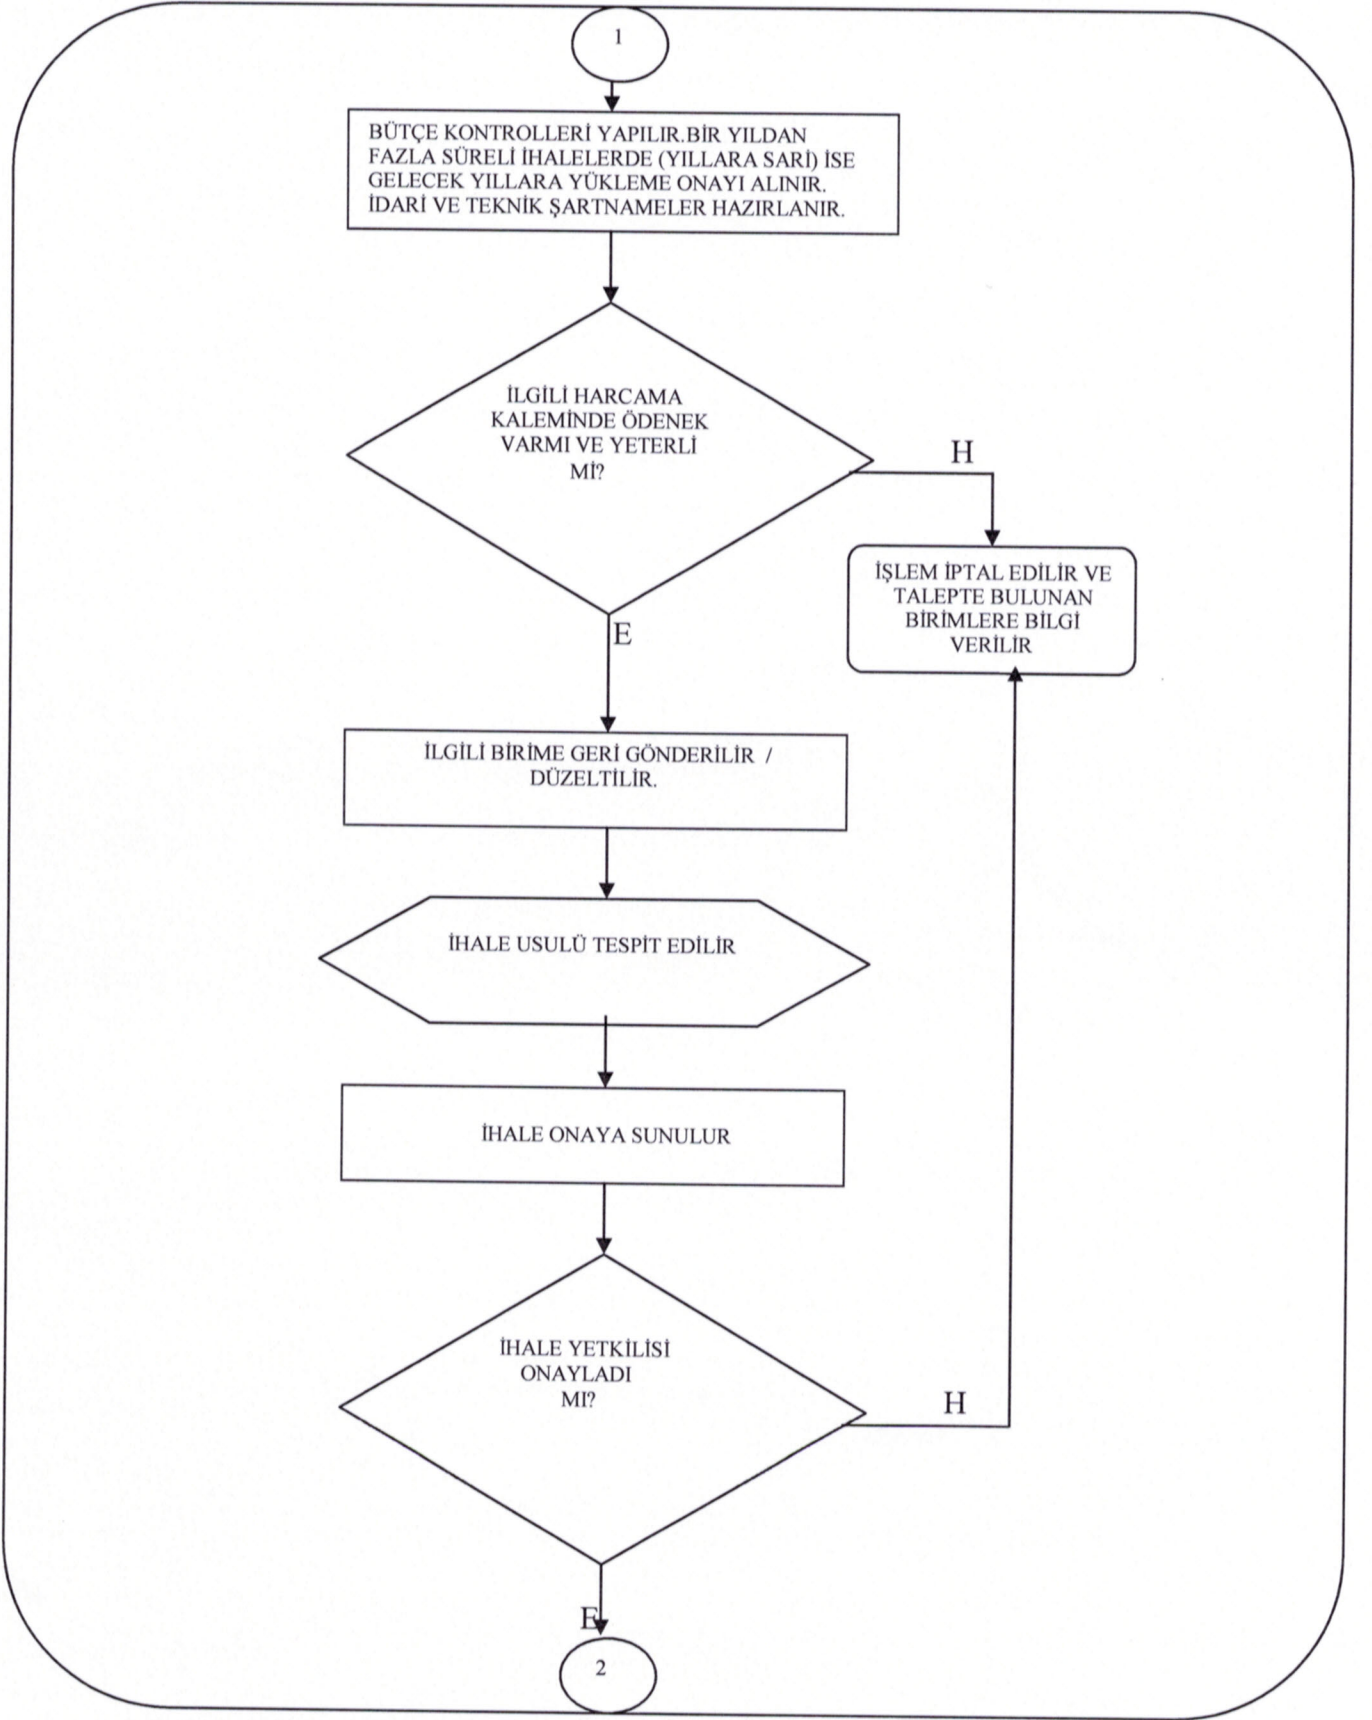 1
BÜTÇE KONTROLLERİ YAPILIR.BİR YILDAN
FAZLA SÜRELİ İHALELERDE (YILLARA SARİ) İSE
GELECEK YILLARA YÜKLEME ONAYI ALINIR.
İDARİ VE TEKNİK ŞARTNAMELER HAZIRLANIR.
İLGİLİ HARCAMA
KALEMİNDE ÖDENEK
VARMI VE YETERLİ
Mİ?
H
İŞLEM İPTAL EDİLİR VE
TALEPTE BULUNAN
BİRİMLERE BİLGİ
VERİLİR
E
İLGİLİ BİRİME GERİ GÖNDERİLİR /
DÜZELTİLİR.
İHALE USULÜ TESPİT EDİLİR
İHALE ONAYA SUNULUR
İHALE YETKİLİSİ
ONAYLADI
MI?
H
E
2